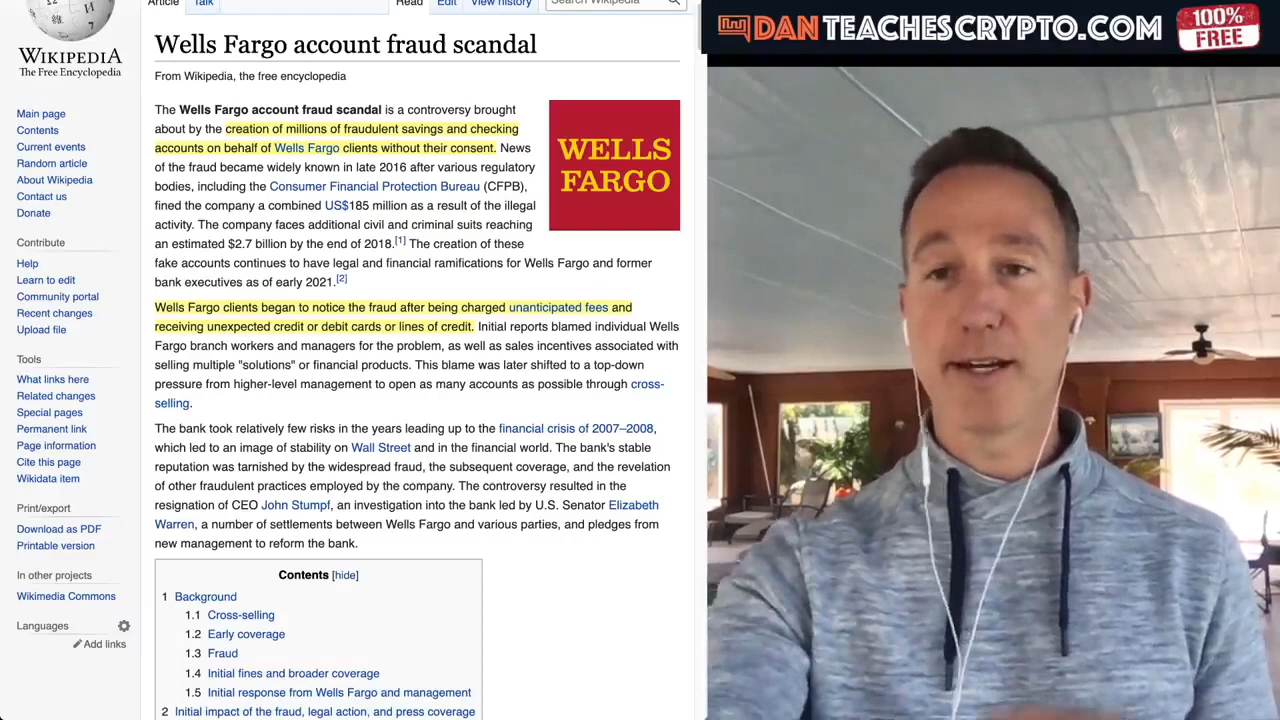 Article Talk Read Edit View history Search Wikipedia
WIKIPEDIA
The Free Encyclopedia
Main page
Contents
Current events
Random article
About Wikipedia
Contact us
Donate
Contribute
Help
Learn to edit
Community portal
Recent changes
Upload file
Tools
What links here
Related changes
Special pages
Permanent link
Page information
Cite this page
Wikidata item
Print/export
Download as PDF
Printable version
In other projects
Wikimedia Commons
Languages
Add links
Wells Fargo account fraud scandal
From Wikipedia, the free encyclopedia
The Wells Fargo account fraud scandal is a controversy brought
about by the creation of millions of fraudulent savings and checking
accounts on behalf of Wells Fargo clients without their consent. News
of the fraud became widely known in late 2016 after various regulatory
bodies, including the Consumer Financial Protection Bureau (CFPB),
fined the company a combined US$185 million as a result of the illegal
activity. The company faces additional civil and criminal suits reaching
an estimated $2.7 billion by the end of 2018.[1] The creation of these
fake accounts continues to have legal and financial ramifications for Wells Fargo and former
bank executives as of early 2021.[2]
WELLS
FARGO
Wells Fargo clients began to notice the fraud after being charged unanticipated fees and
receiving unexpected credit or debit cards or lines of credit. Initial reports blamed individual Wells
Fargo branch workers and managers for the problem, as well as sales incentives associated with
selling multiple "solutions" or financial products. This blame was later shifted to a top-down
pressure from higher-level management to open as many accounts as possible through cross-
selling.
The bank took relatively few risks in the years leading up to the financial crisis of 2007–2008,
which led to an image of stability on Wall Street and in the financial world. The bank's stable
reputation was tarnished by the widespread fraud, the subsequent coverage, and the revelation
of other fraudulent practices employed by the company. The controversy resulted in the
resignation of CEO John Stumpf, an investigation into the bank led by U.S. Senator Elizabeth
Warren, a number of settlements between Wells Fargo and various parties, and pledges from
new management to reform the bank.
Contents [hide]
1 Background
1.1 Cross-selling
1.2 Early coverage
1.3 Fraud
1.4 Initial fines and broader coverage
1.5 Initial response from Wells Fargo and management
2 Initial impact of the fraud, legal action, and press coverage
DANTEACHESCRYPTO.COM
100%
FREE